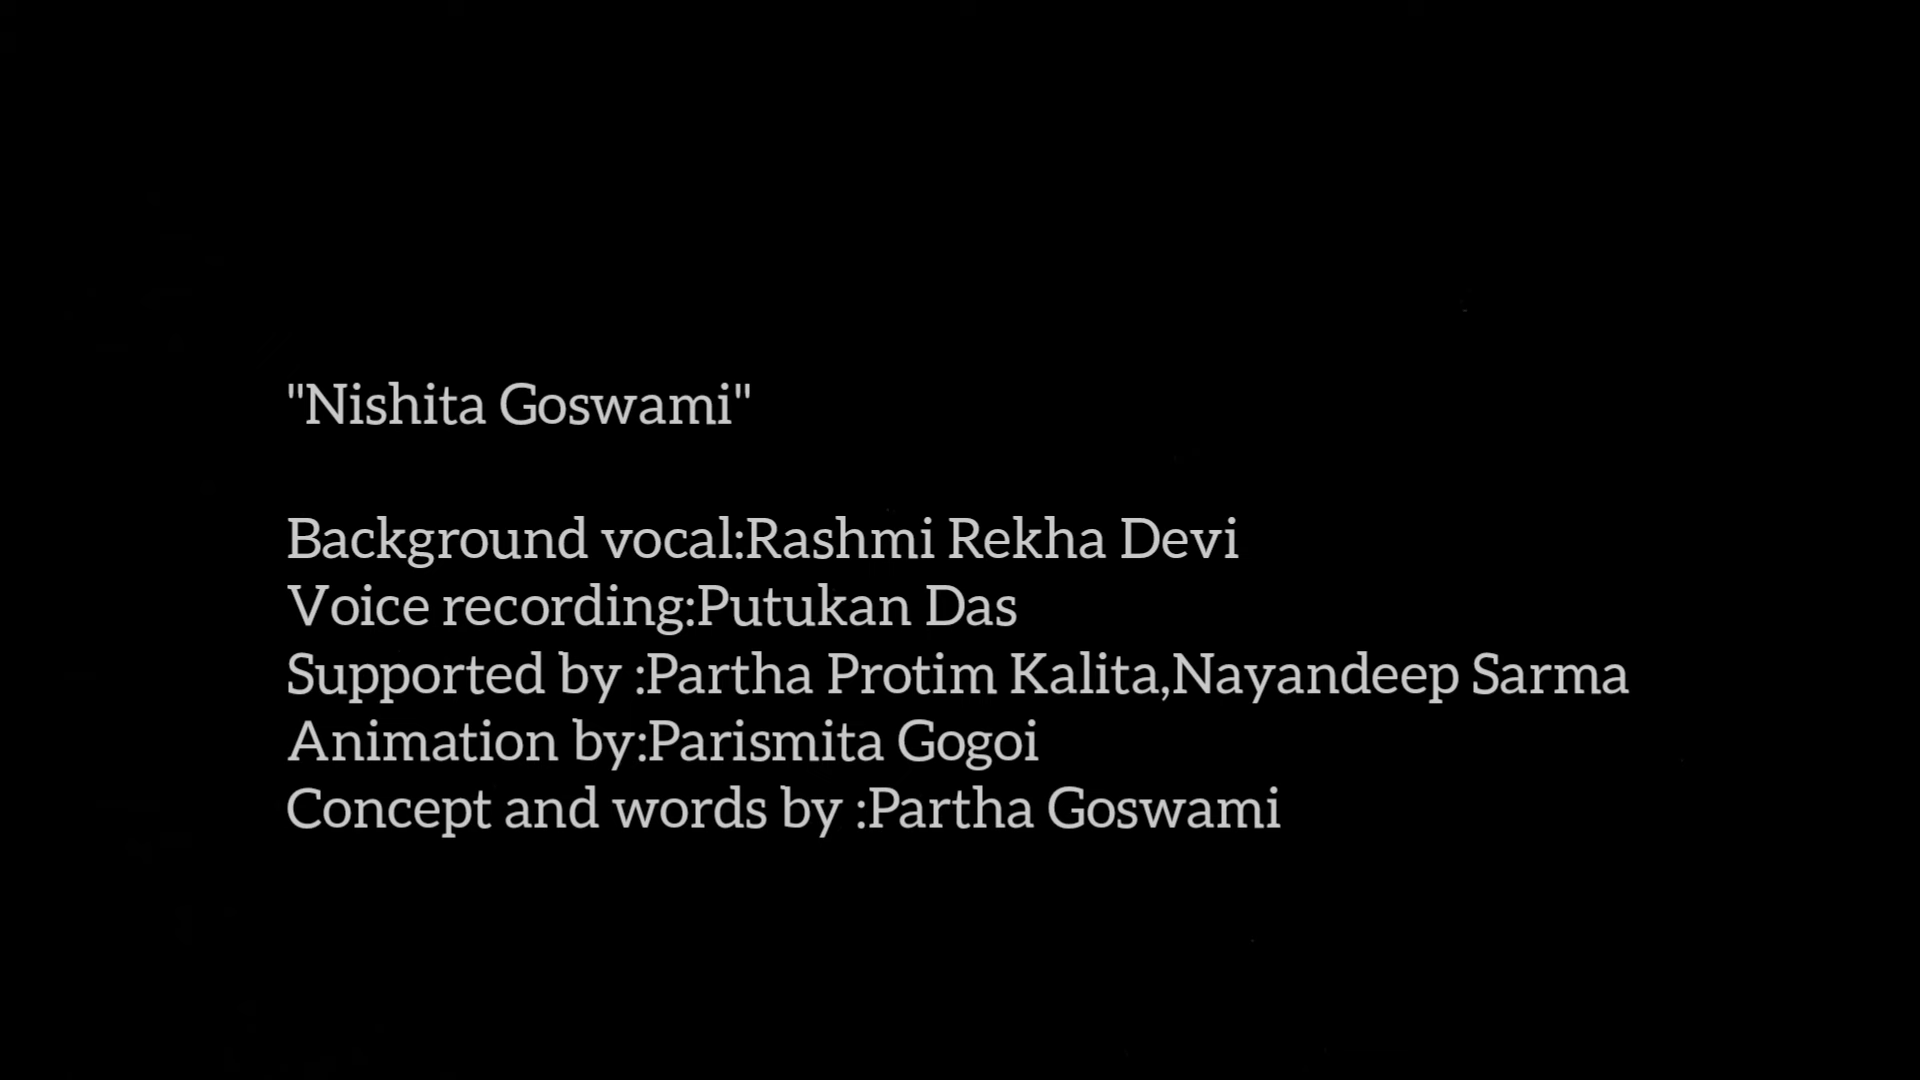 "Nishita Goswami"
Background vocal:Rashmi Rekha Devi
Voice recording:Putukan Das
Supported by :Partha Protim Kalita,Nayandeep Sarma
Animation by:Parismita Gogoi
Concept and words by :Partha Goswami